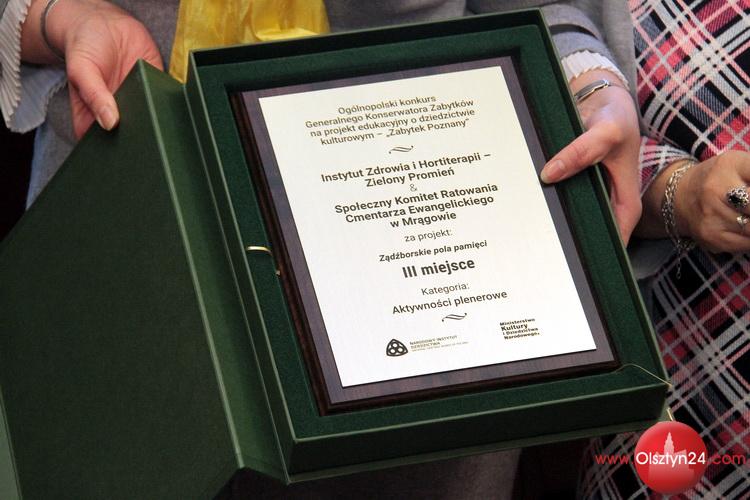 Ogólnopolski konkurs
Generalnego Konserwatora Zabytków
na projekt edukacyjny o dziedzictwie
kulturowym – „Zabytek Poznany”
Instytut Zdrowia i Hortiterapii –
Zielony Promień
&
Społeczny Komitet Ratowania
Cmentarza Ewangelickiego
w Mrągowie
za projekt:
Ządźborskie pola pamięci
III miejsce
Kategoria:
Aktywności plenerowe
NARODOWY INSTYTUT
DZIEDZICTWA
Ministerstwo
Kultury
i Dziedzictwa
Narodowego.
www.Olsztyn24.com